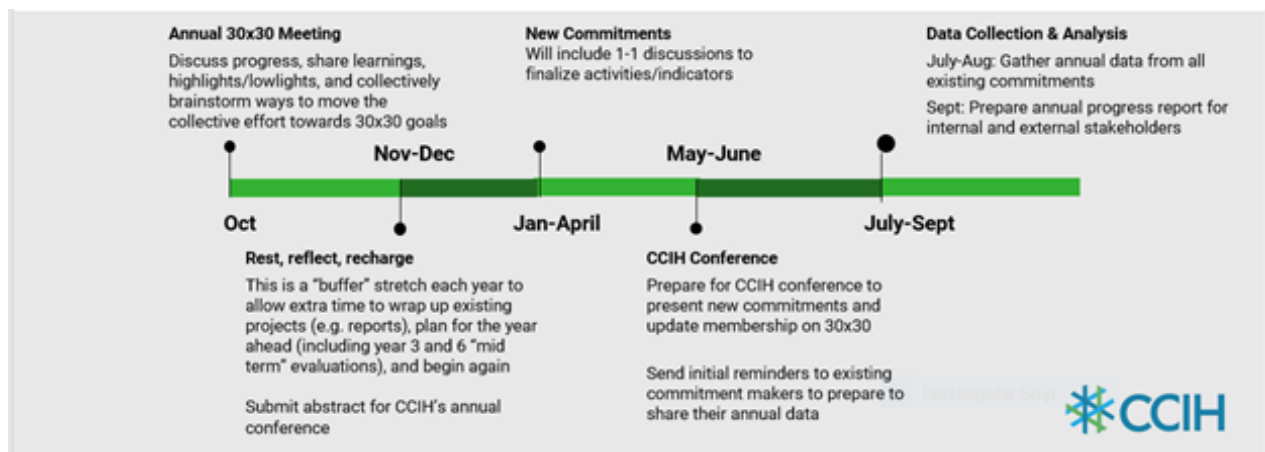 Annual 30x30 Meeting
Discuss progress, share learnings,
highlights/lowlights, and collectively
brainstorm ways to move the
collective effort towards 30x30 goals
New Commitments
Will include 1-1 discussions to
finalize activities/indicators
Data Collection & Analysis
July-Aug: Gather annual data from all
existing commitments
Sept: Prepare annual progress report for
internal and external stakeholders
Nov-Dec
May-June
Oct
Jan-April
July-Sept
Rest, reflect, recharge
This is a “buffer” stretch each year to
allow extra time to wrap up existing
projects (e.g. reports), plan for the year
ahead (including year 3 and 6 “mid
term” evaluations), and begin again
Submit abstract for CCIH’s annual
conference
CCIH Conference
Prepare for CCIH conference to
present new commitments and
update membership on 30x30
Send initial reminders to existing
commitment makers to prepare to
share their annual data
Rectangular Snip
CCIH